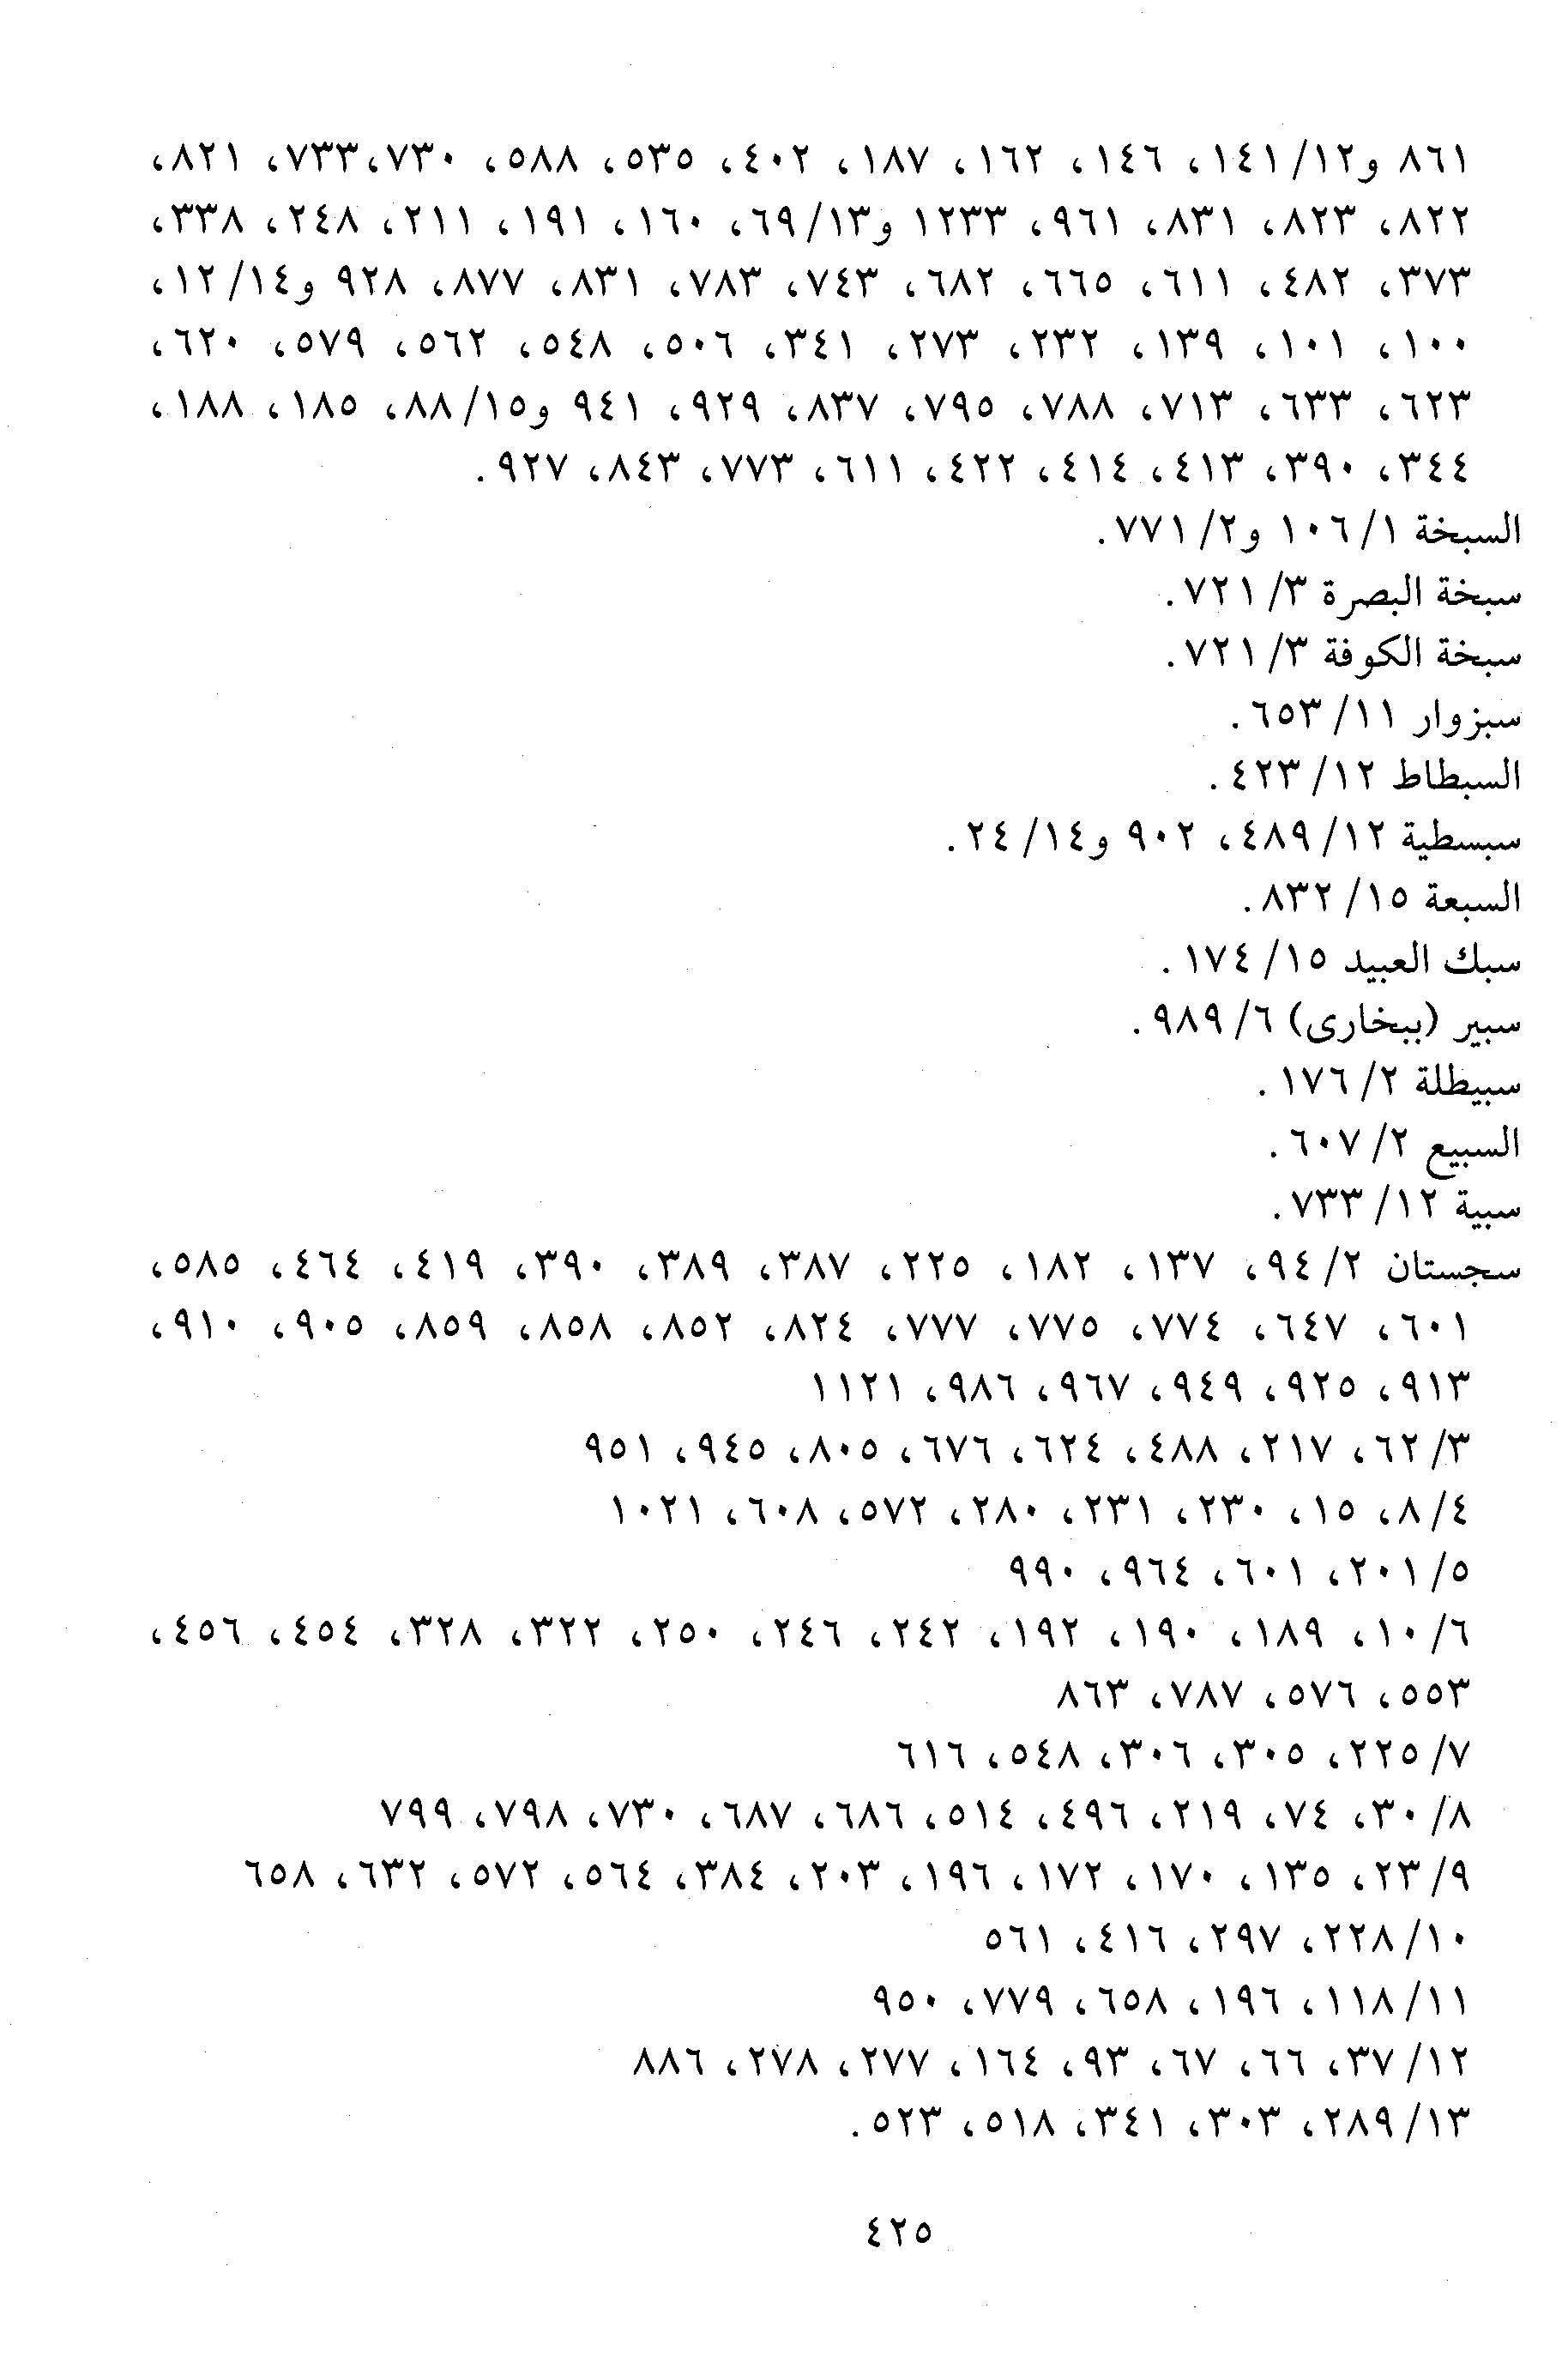 ٨٦١ و١٢/ ١٤١، ١٤٦، ١٦٢، ١٨٧، ٤٠٢، ٥٣٥، ٥٨٨، ٧٣٠،٧٣٣، ٨٢١،
٨٢٢، ٨٢٣، ٨٣١، ٩٦١، ١٢٣٣ و١٣/ ٦٩، ١٦٠، ١٩١، ٢١١، ٢٤٨، ٣٣٨،
٣٧٣، ٤٨٢، ٦١١، ٦٦٥، ٦٨٢، ٧٤٣، ٧٨٣، ٨٣١، ٨٧٧، ٩٢٨ و١٤/ ١٢،
١٠٠، ١٠١، ١٣٩، ٢٣٢، ٢٧٣، ٣٤١، ٥٠٦، ٥٤٨، ٥٦٢، ٥٧٩، ٦٢٠،
٦٢٣، ٦٣٣، ٧١٣، ٧٨٨، ٧٩٥، ٨٣٧، ٩٢٩، ٩٤١ و١٥/ ٨٨، ١٨٥، ١٨٨،
٣٤٤، ٣٩٠، ٤١٣، ٤١٤، ٤٢٢، ٦١١، ٧٧٣، ٨٤٣، ٩٢٧.
السبخة ١/ ١٠٦ و٢/ ٧٧١.
سبخة البصرة ٣/ ٧٢١.
سبخة الكوفة ٣/ ٧٢١.
سبزوار ١١/ ٦٥٣.
السبطاط ١٢/ ٤٢٣.
سبسطية ١٢/ ٤٨٩، ٩٠٢ و١٤/ ٢٤.
السبعة ١٥/ ٨٣٢.
سبك العبيد ١٥/ ١٧٤.
سبير (ببخارى) ٦/ ٩٨٩.
سبيطلة ٢/ ١٧٦.
السبيع ٢/ ٦٠٧.
سبية ١٢/ ٧٣٣.
سجستان ٢/ ٩٤، ١٣٧، ١٨٢، ٢٢٥، ٣٨٧، ٣٨٩، ٣٩٠، ٤١٩، ٤٦٤، ٥٨٥،
٦٠١، ٦٤٧، ٧٧٤، ٧٧٥، ٧٧٧، ٨٢٤، ٨٥٢، ٨٥٨، ٨٥٩، ٩٠٥، ٩١٠،
٩١٣، ٩٢٥، ٩٤٩، ٩٦٧، ٩٨٦، ١١٢١
٣/ ٦٢، ٢١٧، ٤٨٨، ٦٢٤، ٦٧٦، ٨٠٥، ٩٤٥، ٩٥١
٤/ ٨، ١٥، ٢٣٠، ٢٣١، ٢٨٠، ٥٧٢، ٦٠٨، ١٠٢١
٥/ ٢٠١، ٦٠١، ٩٦٤، ٩٩٠
٦/ ١٠، ١٨٩، ١٩٠، ١٩٢، ٢٤٢، ٢٤٦، ٢٥٠، ٣٢٢، ٣٢٨، ٤٥٤، ٤٥٦،
٥٥٣، ٥٧٦، ٧٨٧، ٨٦٣
٧/ ٢٢٥، ٣٠٥، ٣٠٦، ٥٤٨، ٦١٦
٨/ ٣٠، ٧٤، ٢١٩، ٤٩٦، ٥١٤، ٦٨٦، ٦٨٧، ٧٣٠، ٧٩٨، ٧٩٩
٩/ ٢٣، ١٣٥، ١٧٠، ١٧٢، ١٩٦، ٢٠٣، ٣٨٤، ٥٦٤، ٥٧٢، ٦٣٢، ٦٥٨
١٠/ ٢٢٨، ٢٩٧، ٤١٦، ٥٦١
١١/ ١١٨، ١٩٦، ٦٥٨، ٧٧٩، ٩٥٠
١٢/ ٣٧، ٦٦، ٦٧، ٩٣، ١٦٤، ٢٧٧، ٢٧٨، ٨٨٦
١٣/ ٢٨٩، ٣٠٣، ٣٤١، ٥١٨، ٥٢٣.
٤٢٥